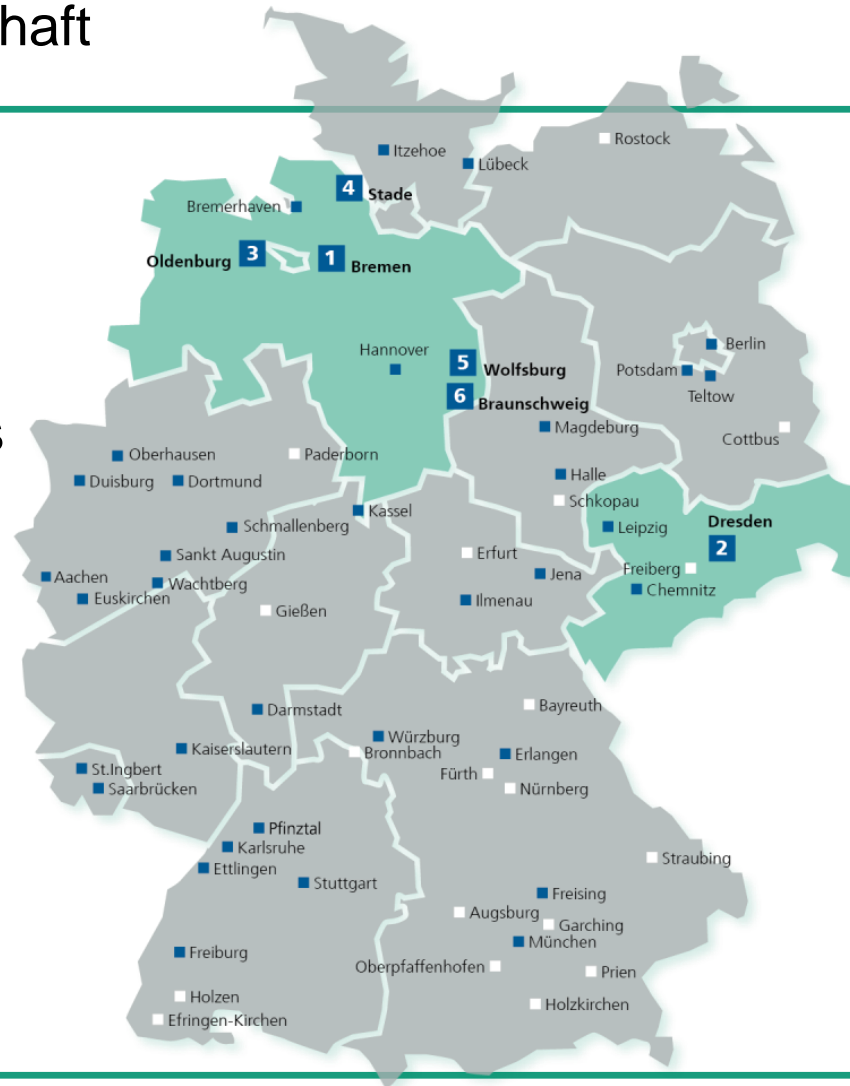 haft
Itzehoe
Rostock
Lübeck
4 Stade
Bremerhaven
Oldenburg 3
1 Bremen
Hannover
Berlin
5 Wolfsburg
Potsdam
Teltow
6 Braunschweig
Magdeburg
Cottbus
s
Oberhausen
Paderborn
Duisburg
Dortmund
Halle
Schkopau
Kassel
Schmallenberg
Leipzig
Dresden
2
Sankt Augustin
Erfurt
Freiberg
Aachen
Wachtberg
Jena
Chemnitz
Euskirchen
Ilmenau
Gießen
Darmstadt
Bayreuth
Würzburg
Kaiserslautern
Bronnbach
Erlangen
St.Ingbert
Fürth
Saarbrücken
Nürnberg
Pfinztal
Karlsruhe
Straubing
Ettlingen
Stuttgart
Freising
Augsburg
Garching
München
Freiburg
Oberpfaffenhofen
Prien
Holzen
Holzkirchen
Efringen-Kirchen